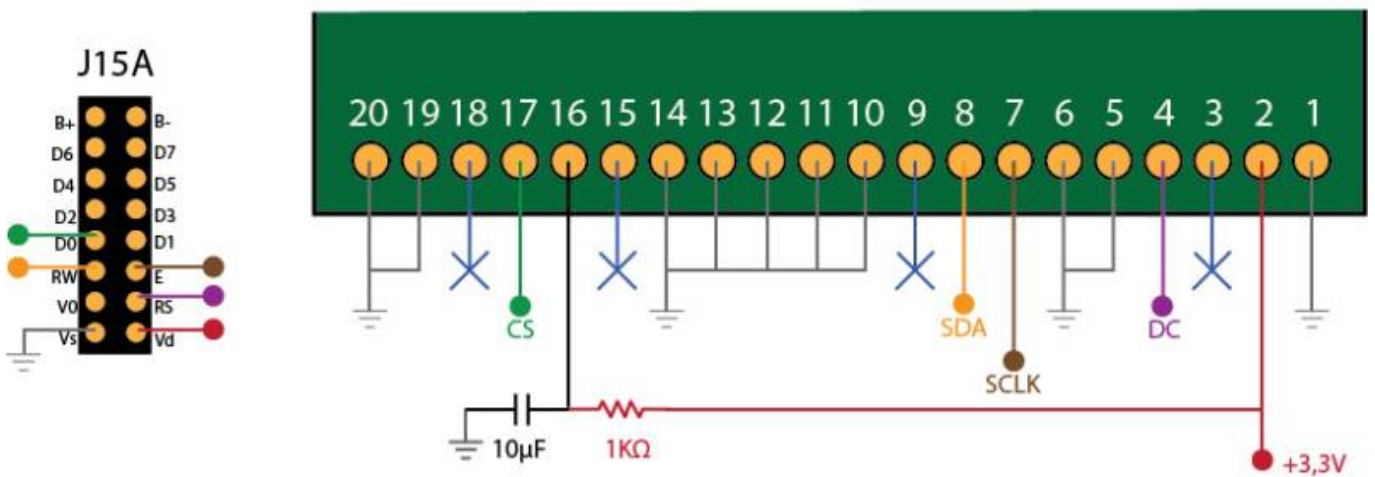 J15A
B+ B-
D6 D7
D4 D5
D2 D3
D0 D1
RW E
V0 RS
Vs Vd
20 19 18 17 16 15 14 13 12 11 10 9 8 7 6 5 4 3 2 1
CS SDA DC
SCLK
10µF 1KΩ +3,3V